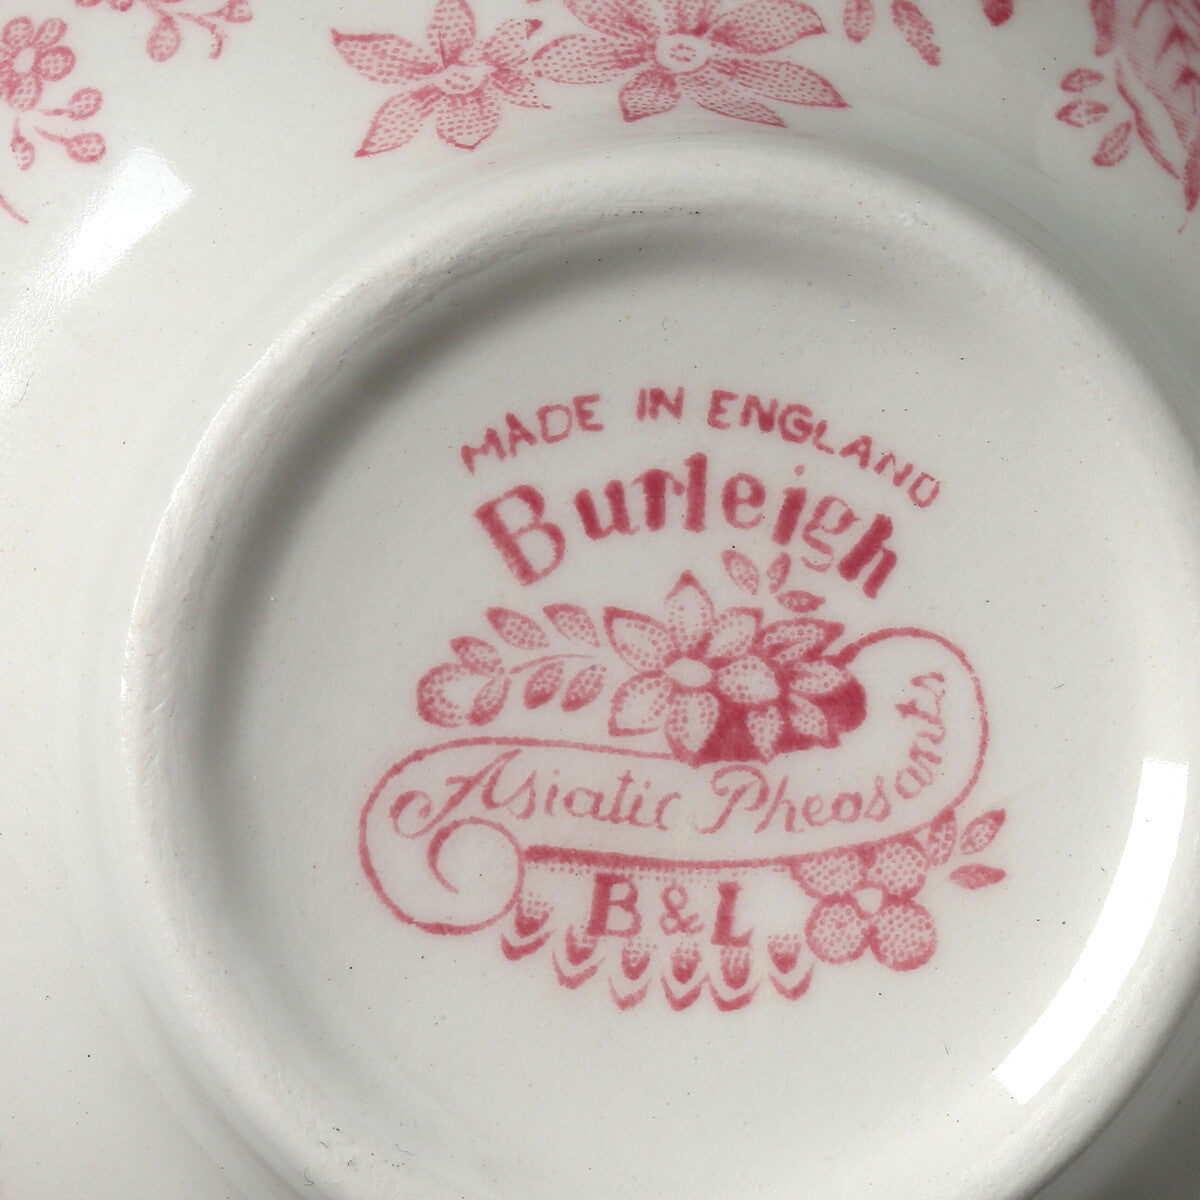 MADE IN ENGLAND
Burleigh
Asiatic Pheasants
B & L